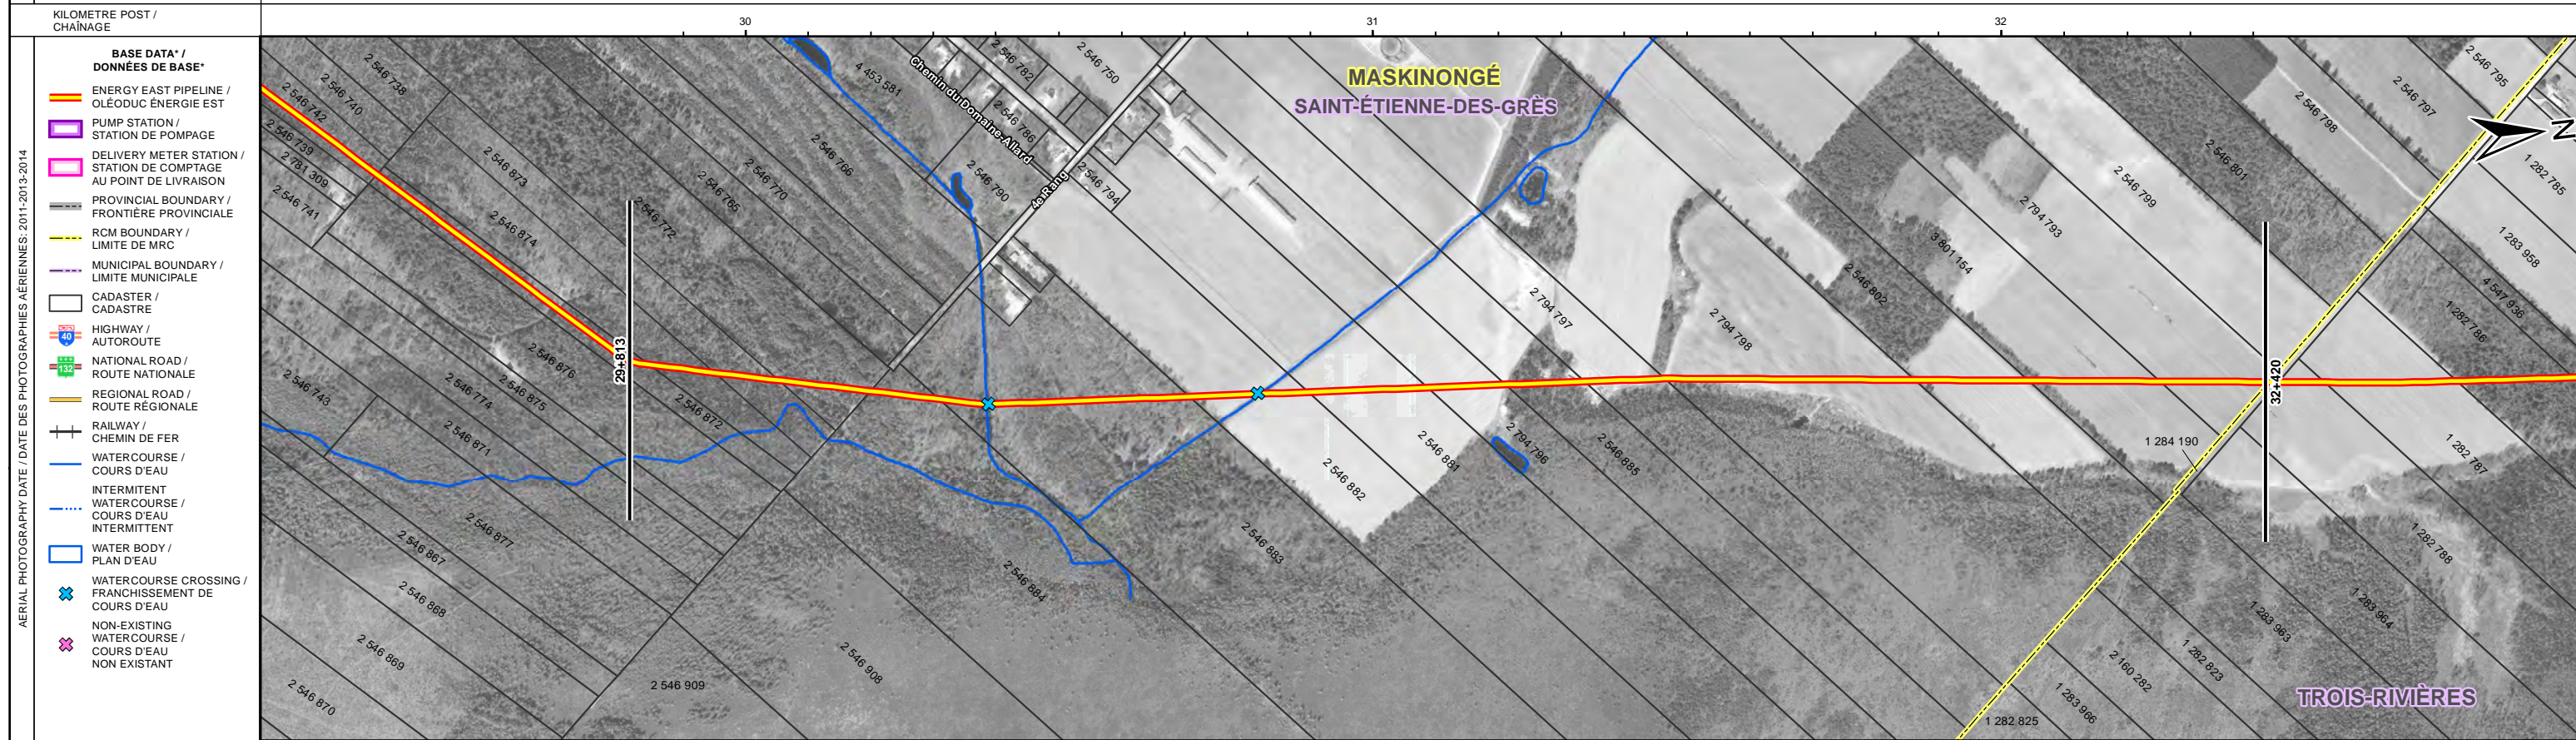 KILOMETRE POST /
CHAÎNAGE
30
31
32
AERIAL PHOTOGRAPHY DATE / DATE DES PHOTOGRAPHIES AÉRIENNES: 2011-2013-2014
BASE DATA* /
DONNÉES DE BASE*
ENERGY EAST PIPELINE /
OLÉODUC ÉNERGIE EST
PUMP STATION /
STATION DE POMPAGE
DELIVERY METER STATION /
STATION DE COMPTAGE
AU POINT DE LIVRAISON
PROVINCIAL BOUNDARY /
FRONTIÈRE PROVINCIALE
RCM BOUNDARY /
LIMITE DE MRC
MUNICIPAL BOUNDARY /
LIMITE MUNICIPALE
CADASTER /
CADASTRE
40
HIGHWAY /
AUTOROUTE
132
NATIONAL ROAD /
ROUTE NATIONALE
REGIONAL ROAD /
ROUTE RÉGIONALE
RAILWAY /
CHEMIN DE FER
WATERCOURSE /
COURS D'EAU
INTERMITENT
WATERCOURSE /
COURS D'EAU
INTERMITTENT
WATER BODY /
PLAN D'EAU
WATERCOURSE CROSSING /
FRANCHISSEMENT DE
COURS D'EAU
NON-EXISTING
WATERCOURSE /
COURS D'EAU
NON EXISTANT
2 546 742
2 546 740
2 546 738
2 546 739
2 781 309
2 546 741
2 546 873
2 546 874
2 546 772
2 546 765
2 546 770
2 546 766
4 453 581
Chemin du Domaine-Allard
2 546 782
2 546 750
2 546 786
2 546 790
2 546 794
4e Rang
MASKINONGÉ
SAINT-ÉTIENNE-DES-GRÈS
2 546 795
2 546 797
2 546 798
2 546 801
2 546 799
2 794 793
3 801 154
2 546 802
N
1 282 785
1 283 958
4 547 936
1 282 786
2 794 797
2 794 798
29+813
32+420
2 546 743
2 546 774
2 546 875
2 546 876
2 546 872
2 546 871
2 546 877
2 546 867
2 546 868
2 546 869
2 546 870
2 546 909
2 546 908
2 546 884
2 546 883
2 546 882
2 546 881
2 794 796
2 546 885
1 284 190
1 282 787
1 282 788
1 283 964
1 283 963
1 282 823
2 160 282
1 283 966
1 282 825
TROIS-RIVIÈRES